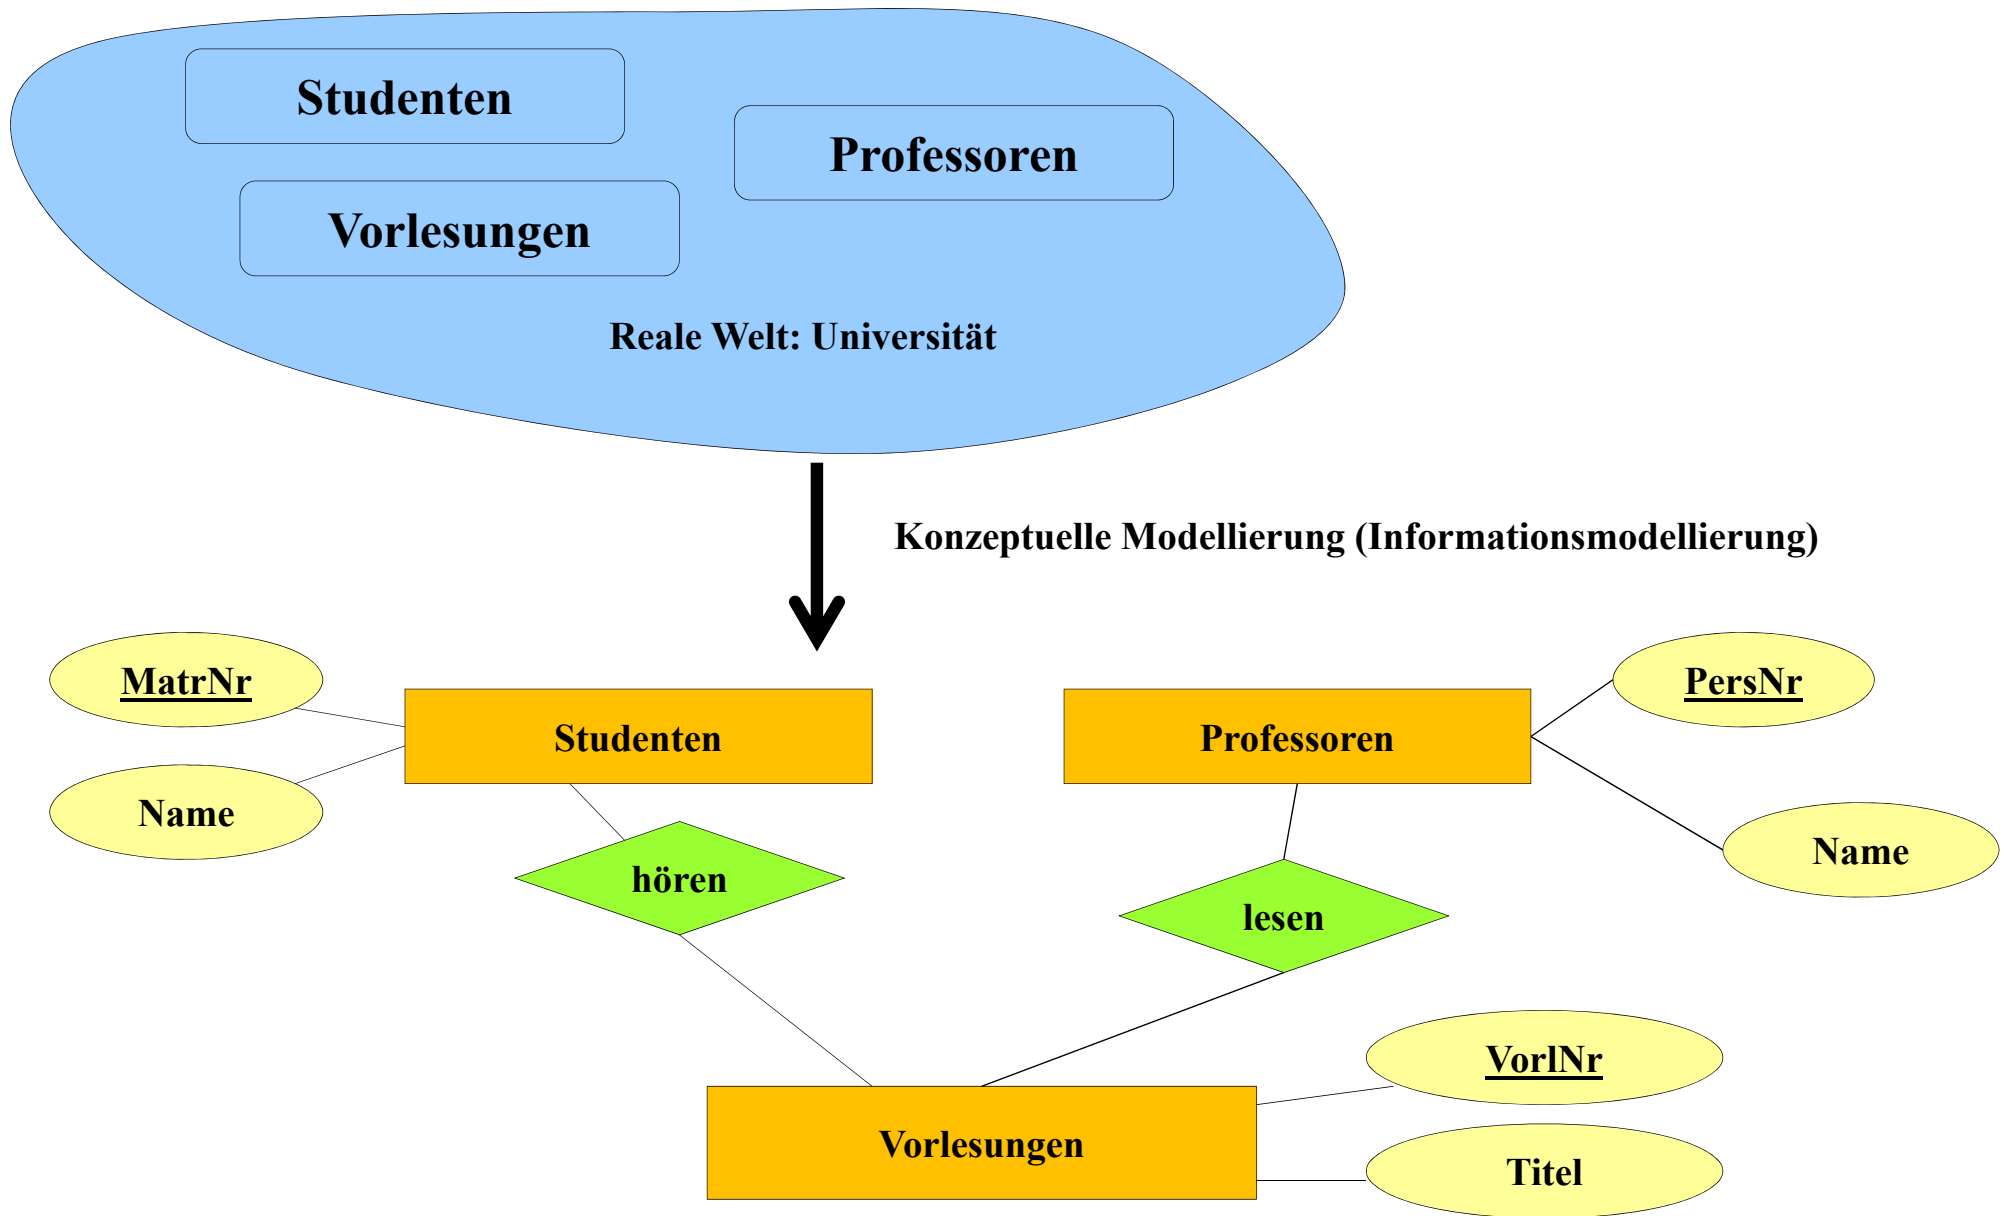 Studenten
Professoren
Vorlesungen
Reale Welt: Universität
Konzeptuelle Modellierung (Informationsmodellierung)
MatrNr
PersNr
Studenten
Professoren
Name
Name
hören
lesen
VorlNr
Vorlesungen
Titel